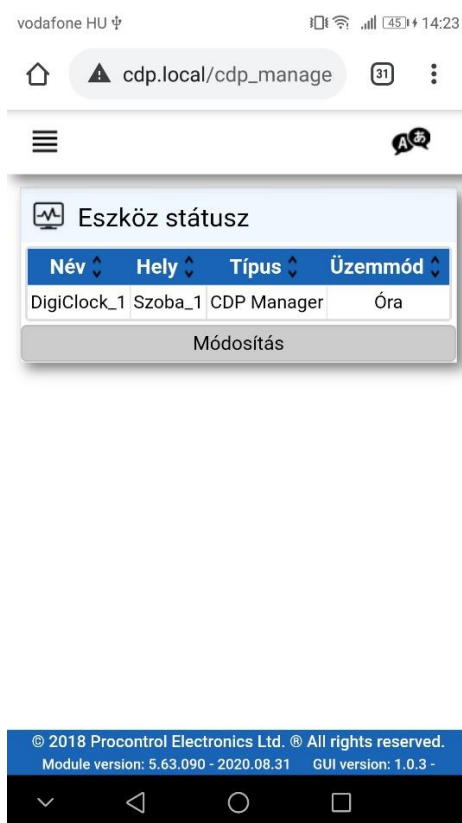 vodafone HU 45 14:23
cdp.local/cdp_manage 31
A あ
Eszköz státusz
Név Hely Típus Üzemmód
DigiClock_1 Szoba_1 CDP Manager Óra
Módosítás
© 2018 Procontrol Electronics Ltd. ® All rights reserved.
Module version: 5.63.090 - 2020.08.31 GUI version: 1.0.3 -